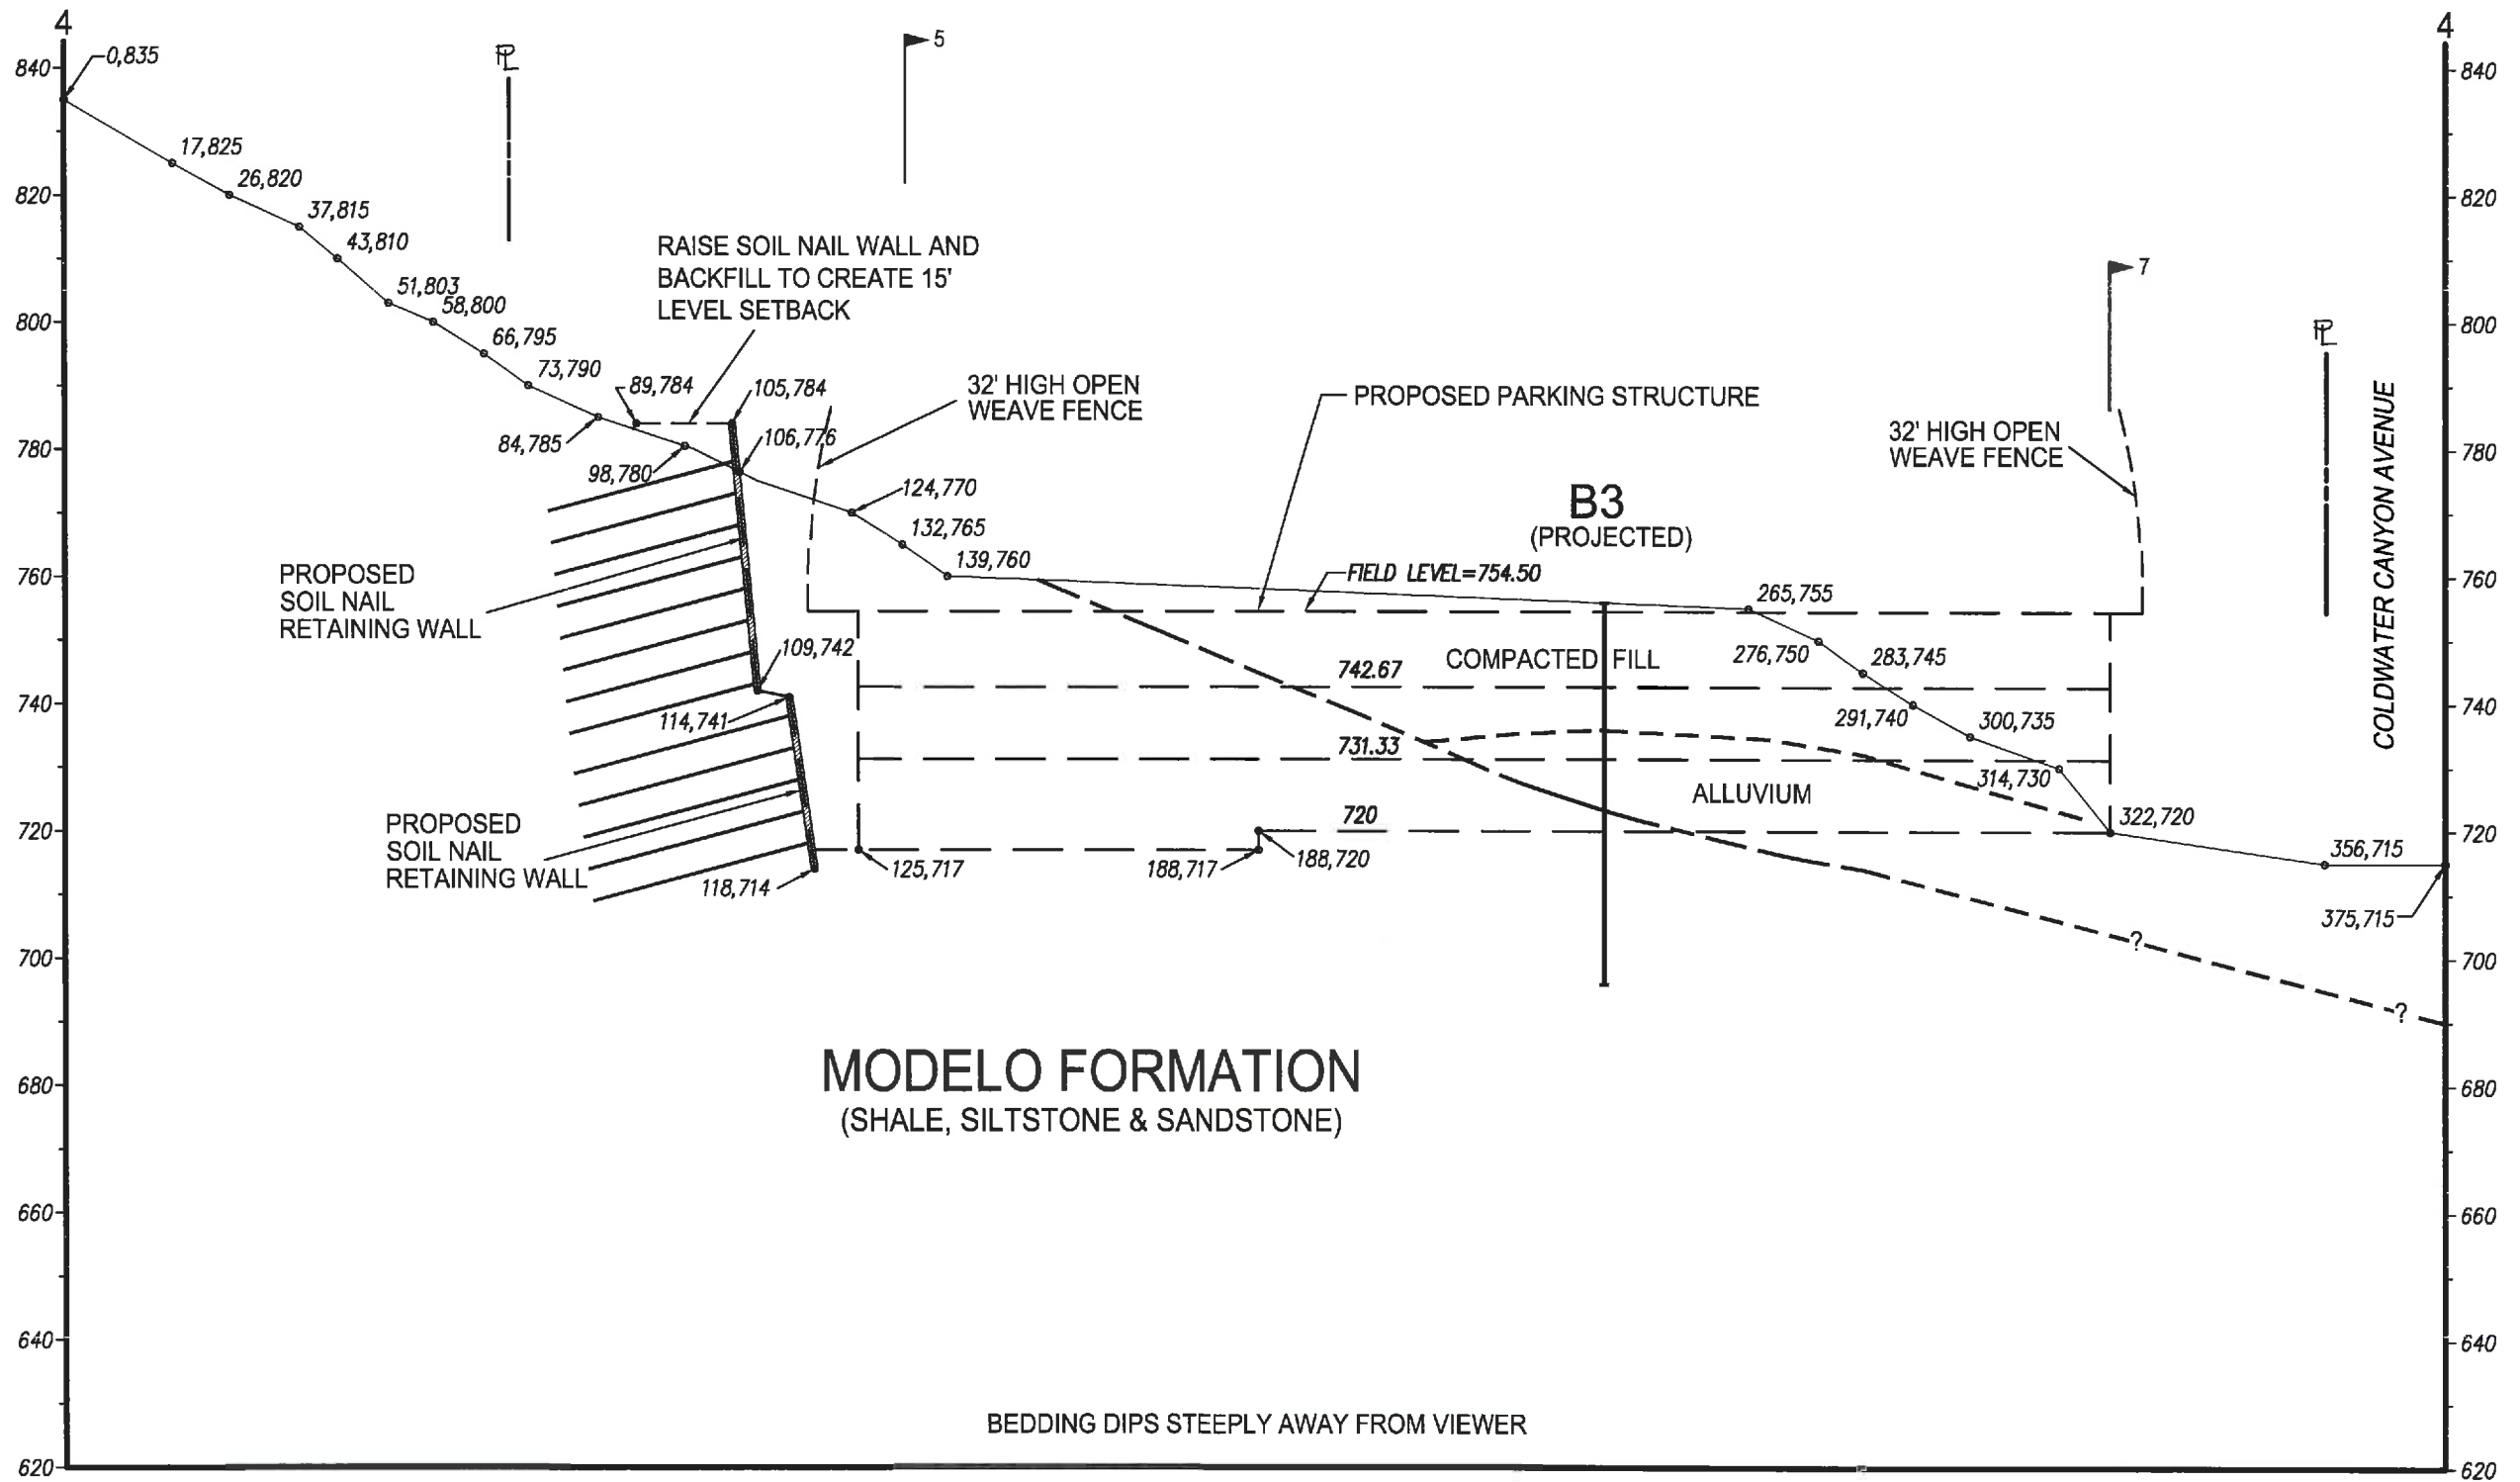 4
4
0,835
840
840
PL
5
17,825
26,820
820
820
37,815
43,810
RAISE SOIL NAIL WALL AND
BACKFILL TO CREATE 15'
LEVEL SETBACK
7
51,803
58,800
800
800
66,795
PL
73,790
89,784
105,784
32' HIGH OPEN
WEAVE FENCE
PROPOSED PARKING STRUCTURE
COLDWATER CANYON AVENUE
84,785
106,776
32' HIGH OPEN
WEAVE FENCE
780
780
98,780
124,770
B3
(PROJECTED)
132,765
139,760
760
760
PROPOSED
SOIL NAIL
RETAINING WALL
FIELD LEVEL=754.50
265,755
109,742
742.67
COMPACTED FILL
276,750
283,745
740
740
114,741
291,740
300,735
731.33
314,730
ALLUVIUM
PROPOSED
SOIL NAIL
RETAINING WALL
720
720
720
322,720
118,714
125,717
188,717
188,720
356,715
375,715
700
700
?
?
MODELO FORMATION
(SHALE, SILTSTONE & SANDSTONE)
680
680
660
660
640
640
BEDDING DIPS STEEPLY AWAY FROM VIEWER
620
620